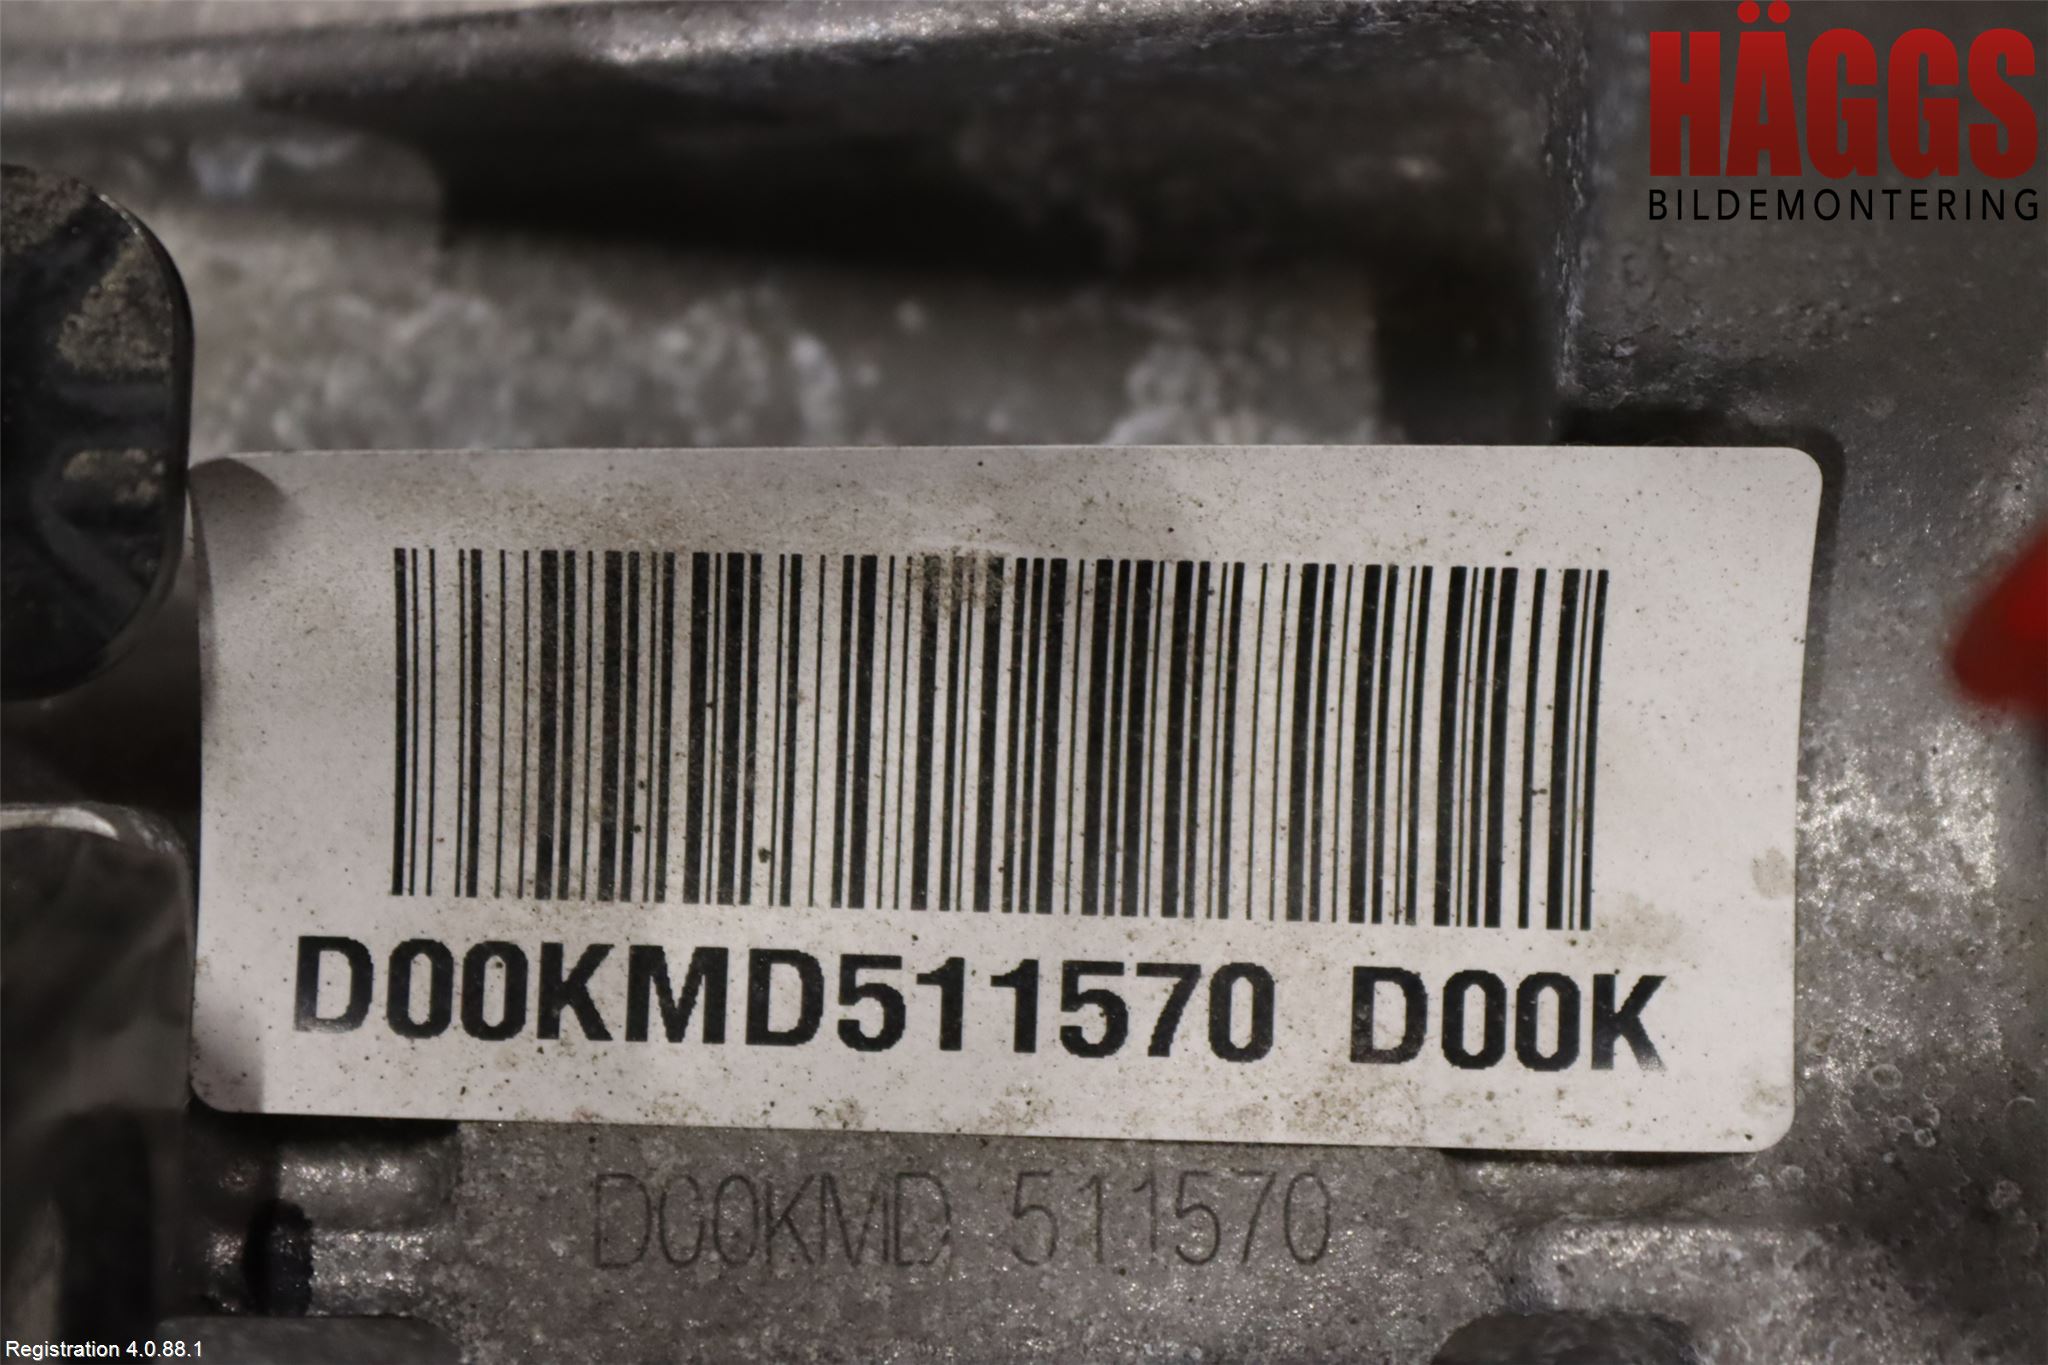 HÄGGS
BILDEMONTERING
D00KMD511570 D00K
D00KMD 511570
Registration 4.0.88.1